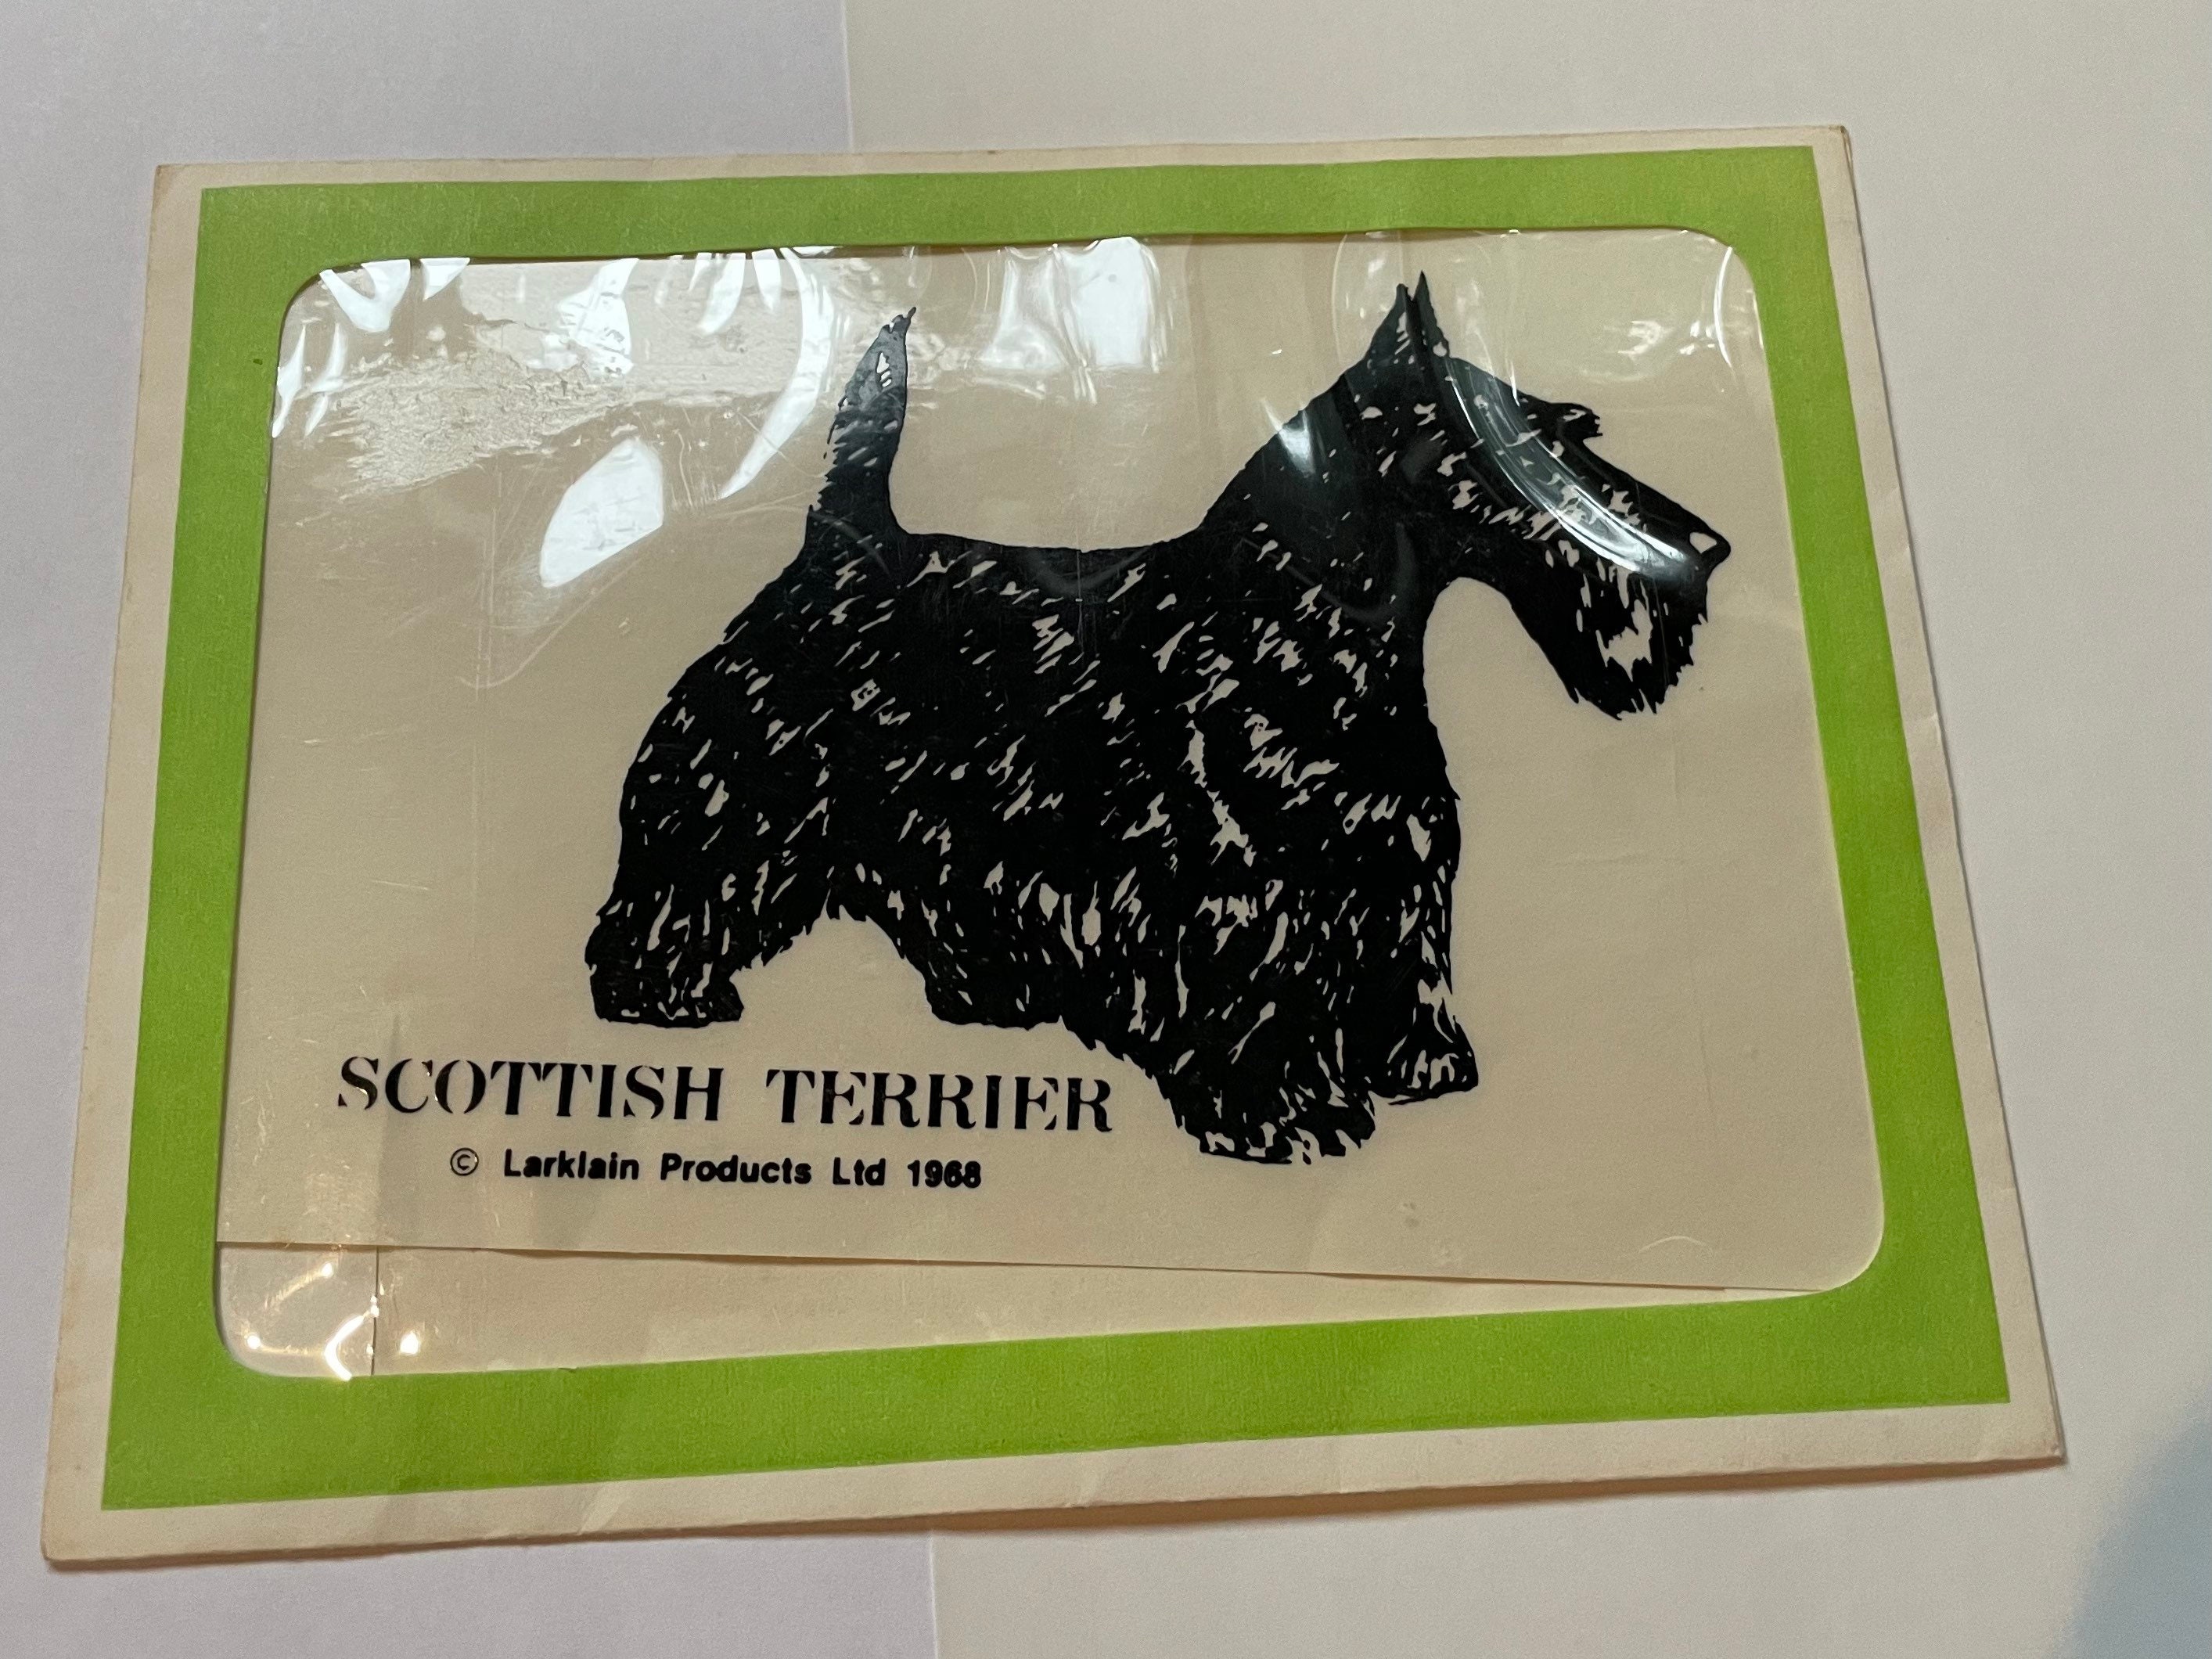 SCOTTISH TERRIER
© Larklain Products Ltd 1968